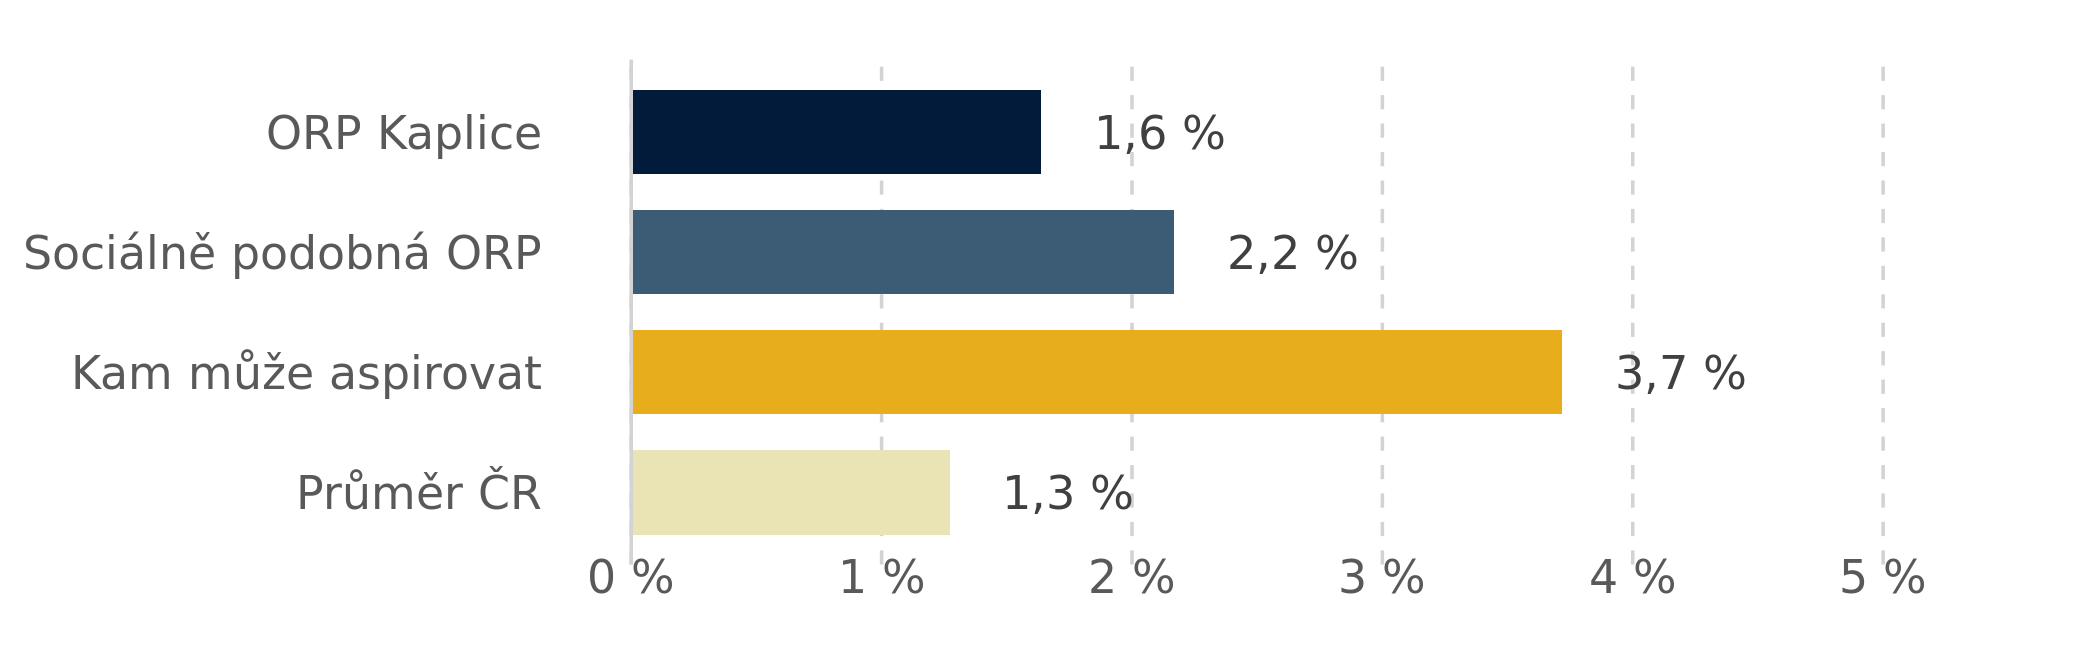 ORP Kaplice 1,6 %
Sociálně podobná ORP 2,2 %
Kam může aspirovat 3,7 %
Průměr ČR 1,3 %
0 % 1 % 2 % 3 % 4 % 5 %